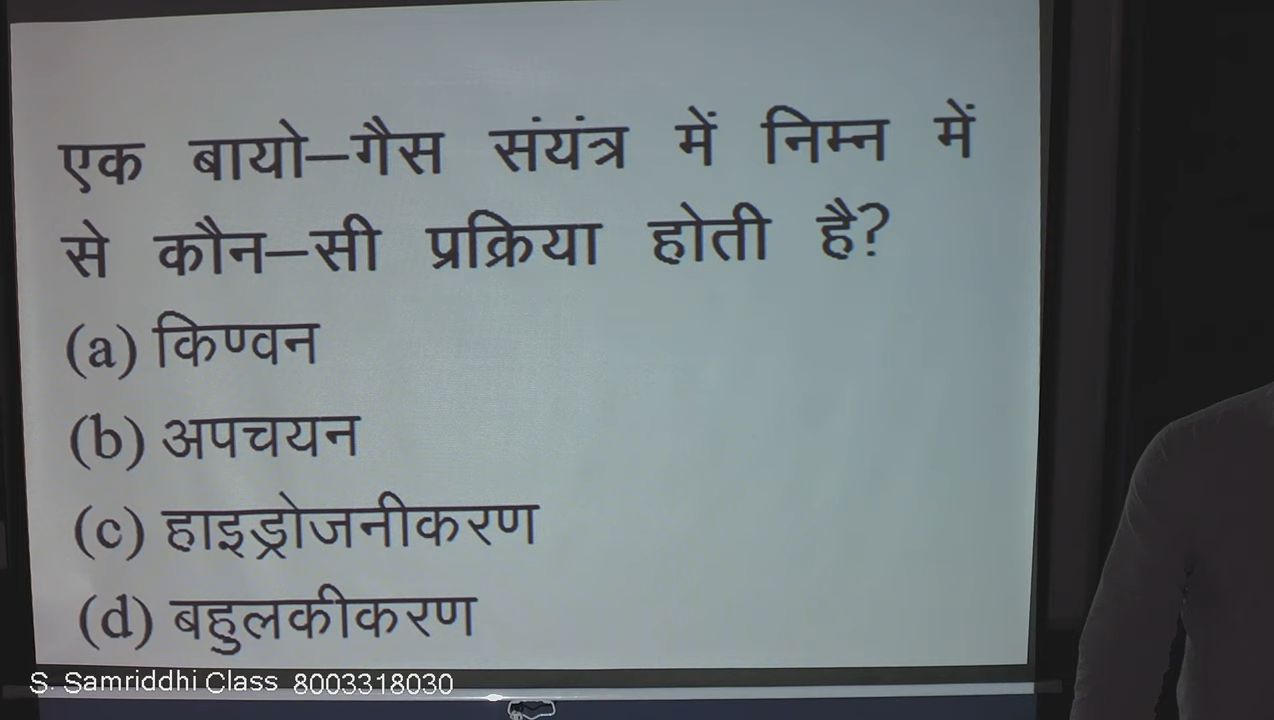 एक बायो–गैस संयंत्र में निम्न में
से कौन–सी प्रक्रिया होती है?
(a) किण्वन
(b) अपचयन
(c) हाइड्रोजनीकरण
(d) बहुलकीकरण
S. Samriddhi Class 8003318030